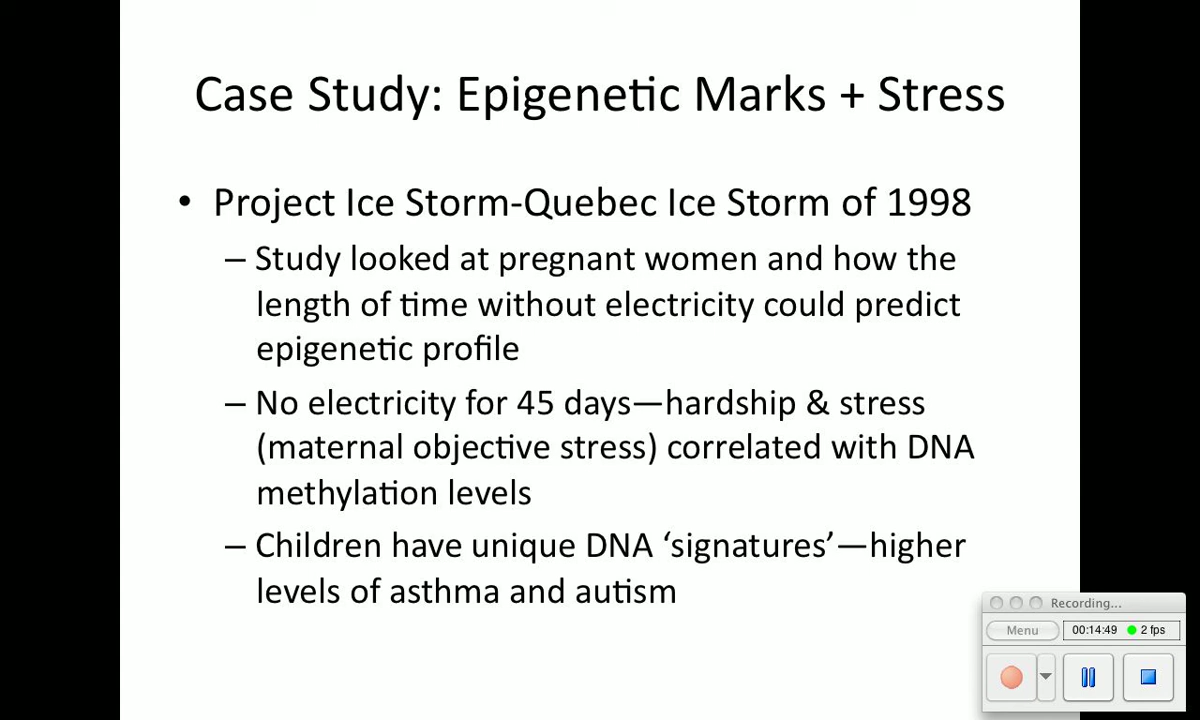 Case Study: Epigenetic Marks + Stress
• Project Ice Storm-Quebec Ice Storm of 1998
– Study looked at pregnant women and how the
length of time without electricity could predict
epigenetic profile
– No electricity for 45 days—hardship & stress
(maternal objective stress) correlated with DNA
methylation levels
– Children have unique DNA ‘signatures’—higher
levels of asthma and autism
Recording...
Menu 00:14:49 2 fps